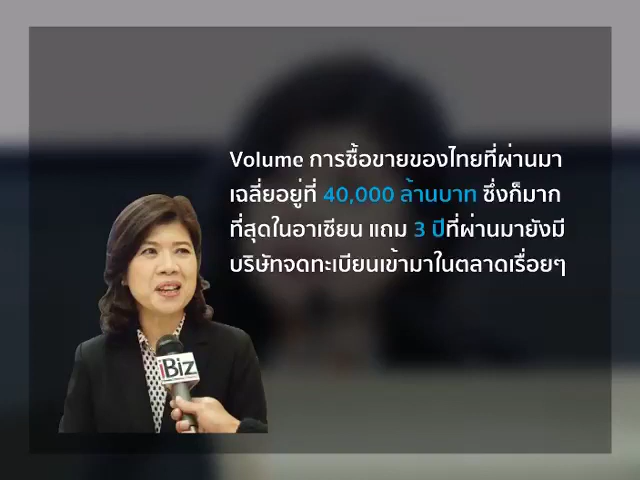 Volume การซื้อขายของไทยที่ผ่านมา
เฉลี่ยอยู่ที่ 40,000 ล้านบาท ซึ่งก็มาก
ที่สุดในอาเซียน แถม 3 ปีที่ผ่านมายังมี
บริษัทจดทะเบียนเข้ามาในตลาดเรื่อยๆ
iBiz